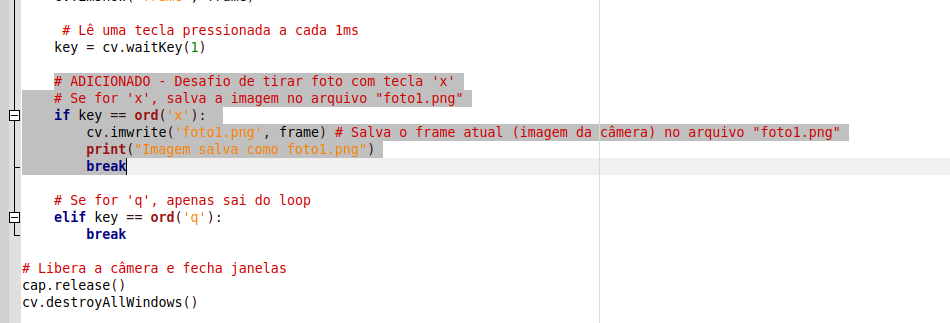 # Lê uma tecla pressionada a cada 1ms
key = cv.waitKey(1)
# ADICIONADO - Desafio de tirar foto com tecla 'x'
# Se for 'x', salva a imagem no arquivo "foto1.png"
if key == ord('x'):
cv.imwrite('foto1.png', frame) # Salva o frame atual (imagem da câmera) no arquivo "foto1.png"
print("Imagem salva como foto1.png")
break
# Se for 'q', apenas sai do loop
elif key == ord('q'):
break
# Libera a câmera e fecha janelas
cap.release()
cv.destroyAllWindows()